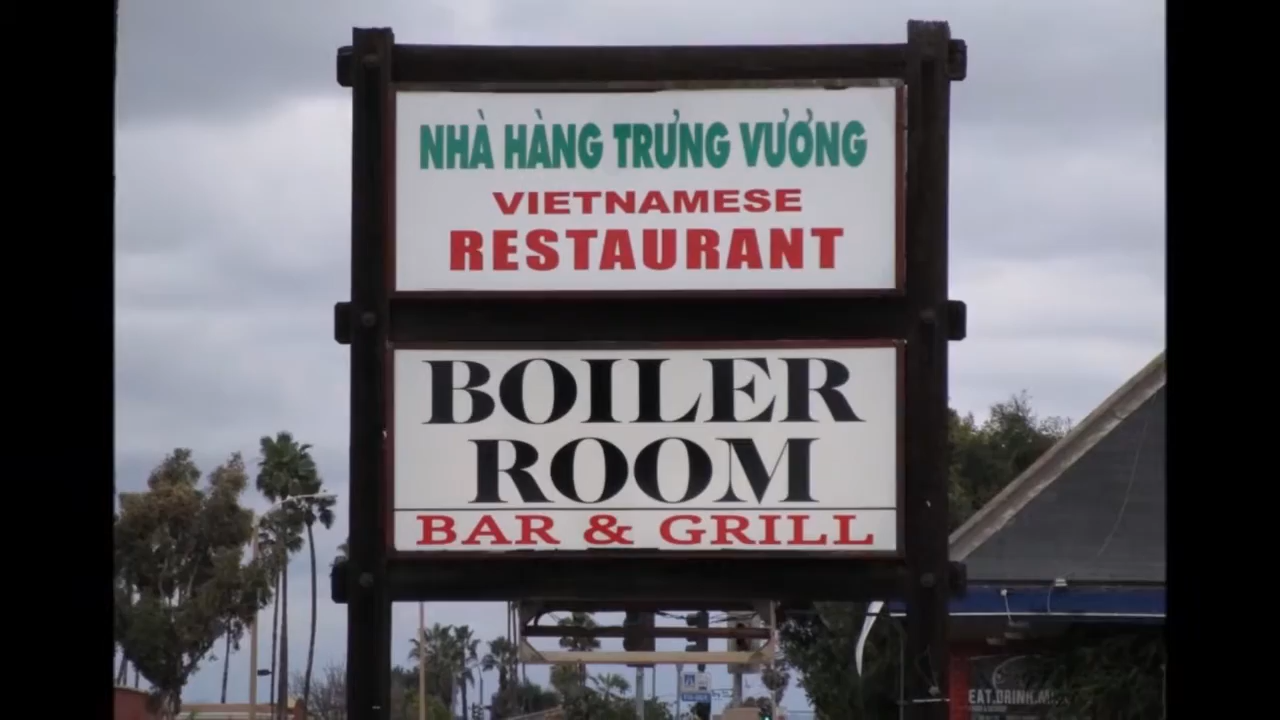 NHÀ HÀNG TRƯNG VƯƠNG
VIETNAMESE
RESTAURANT
BOILER
ROOM
BAR & GRILL
EAT.DRINK.